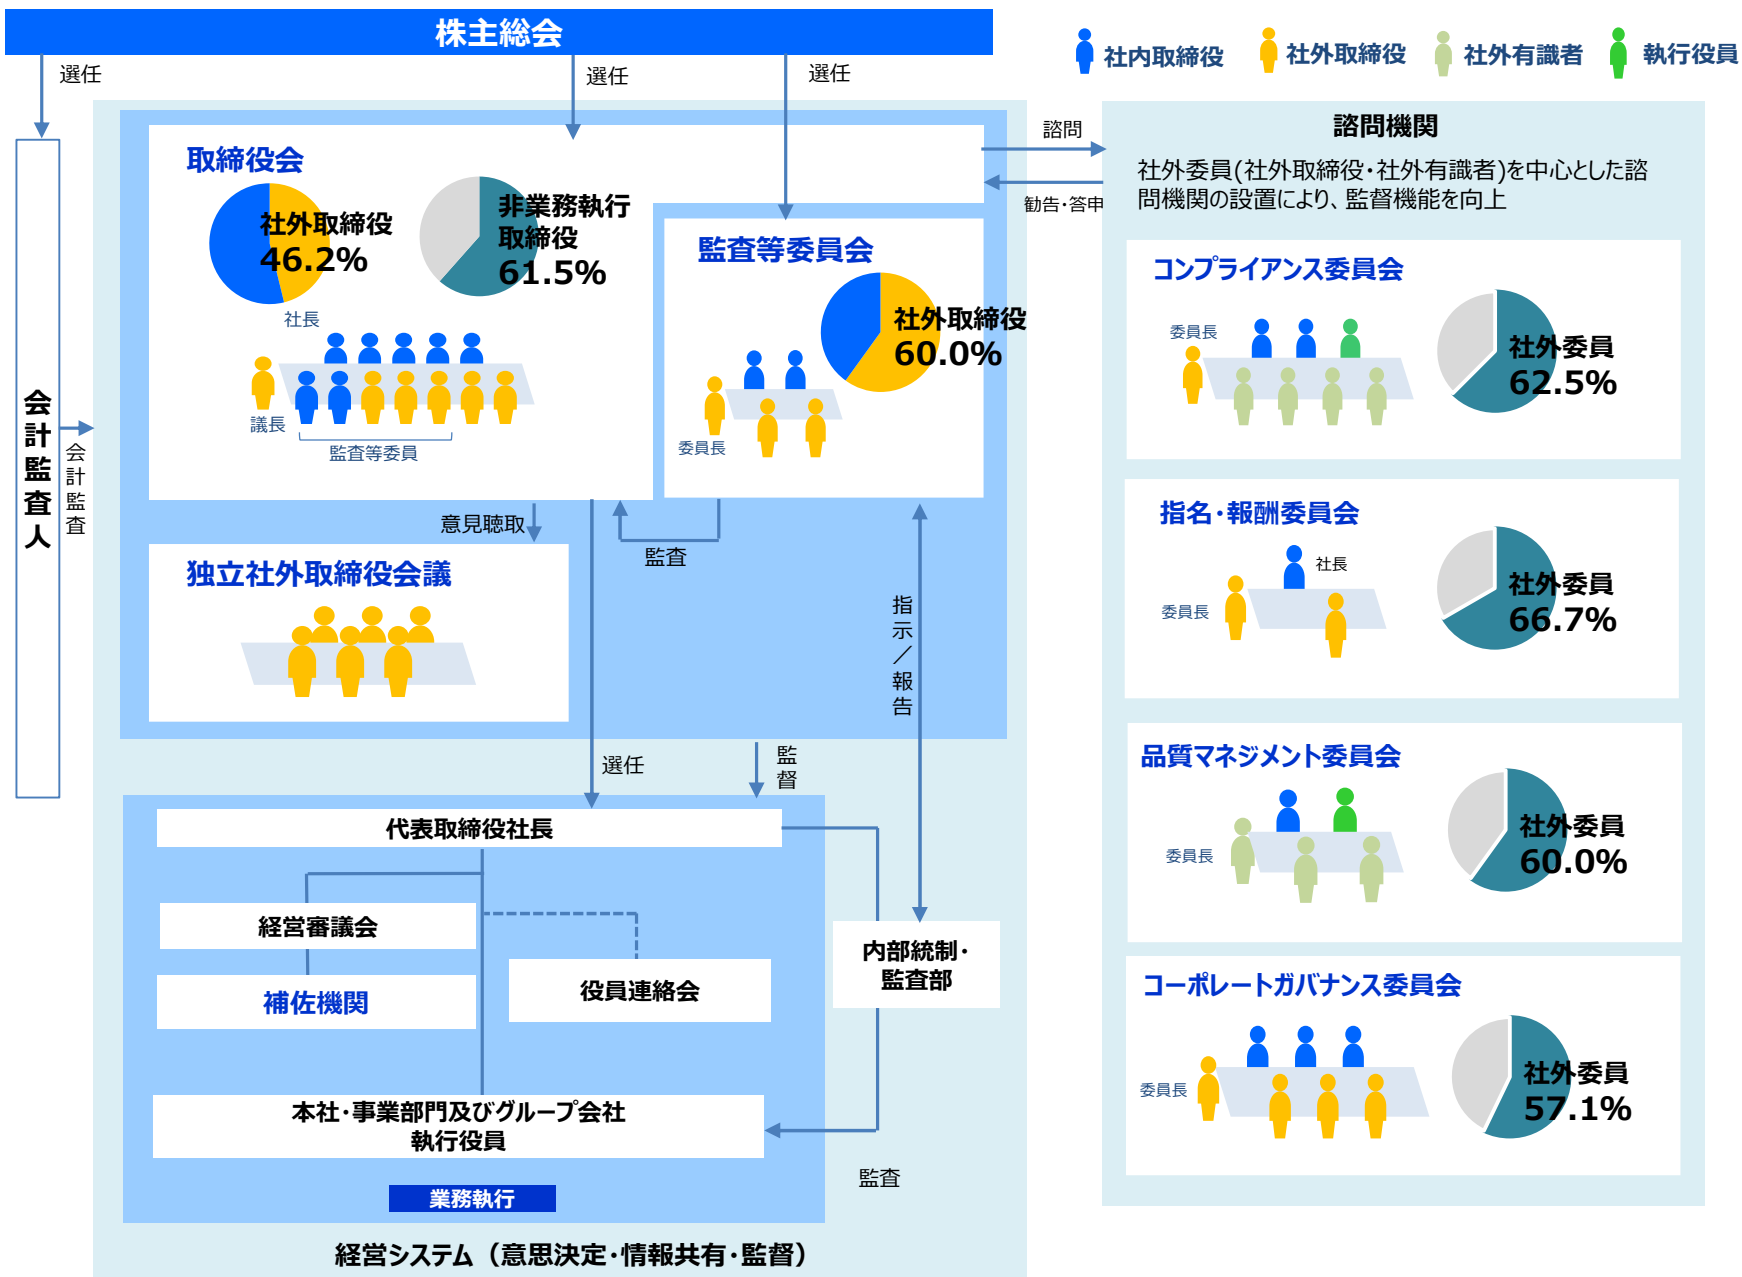 株主総会
選任
選任
選任
社内取締役
社外取締役
社外有識者
執行役員
会計監査人
会計監査
取締役会
社外取締役
46.2%
非業務執行
取締役
61.5%
社長
議長
監査等委員
監査等委員会
社外取締役
60.0%
委員長
意見聴取
監査
独立社外取締役会議
指示／報告
選任
監督
諮問
勧告・答申
代表取締役社長
経営審議会
補佐機関
役員連絡会
内部統制・
監査部
本社・事業部門及びグループ会社
執行役員
監査
業務執行
経営システム（意思決定・情報共有・監督）
諮問機関
社外委員(社外取締役・社外有識者)を中心とした諮
問機関の設置により、監督機能を向上
コンプライアンス委員会
委員長
社外委員
62.5%
指名・報酬委員会
社長
委員長
社外委員
66.7%
品質マネジメント委員会
委員長
社外委員
60.0%
コーポレートガバナンス委員会
委員長
社外委員
57.1%